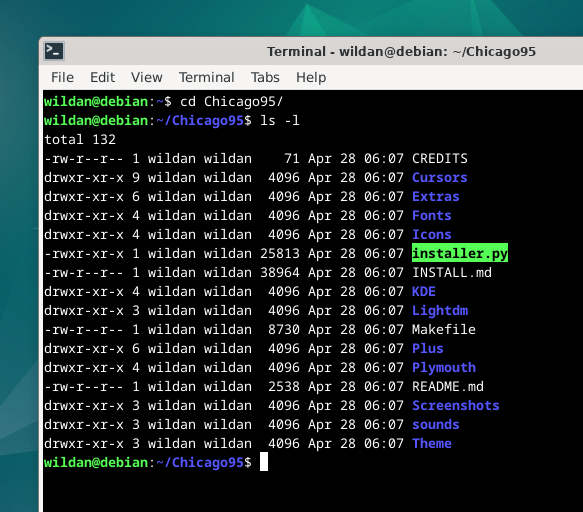 Terminal - wildan@debian: ~/Chicago95
File Edit View Terminal Tabs Help
wildan@debian:~$ cd Chicago95/
wildan@debian:~/Chicago95$ ls -l
total 132
-rw-r--r-- 1 wildan wildan    71 Apr 28 06:07 CREDITS
drwxr-xr-x 9 wildan wildan  4096 Apr 28 06:07 Cursors
drwxr-xr-x 6 wildan wildan  4096 Apr 28 06:07 Extras
drwxr-xr-x 4 wildan wildan  4096 Apr 28 06:07 Fonts
drwxr-xr-x 4 wildan wildan  4096 Apr 28 06:07 Icons
-rwxr-xr-x 1 wildan wildan 25813 Apr 28 06:07 installer.py
-rw-r--r-- 1 wildan wildan 38964 Apr 28 06:07 INSTALL.md
drwxr-xr-x 4 wildan wildan  4096 Apr 28 06:07 KDE
drwxr-xr-x 3 wildan wildan  4096 Apr 28 06:07 Lightdm
-rw-r--r-- 1 wildan wildan  8730 Apr 28 06:07 Makefile
drwxr-xr-x 6 wildan wildan  4096 Apr 28 06:07 Plus
drwxr-xr-x 4 wildan wildan  4096 Apr 28 06:07 Plymouth
-rw-r--r-- 1 wildan wildan  2538 Apr 28 06:07 README.md
drwxr-xr-x 3 wildan wildan  4096 Apr 28 06:07 Screenshots
drwxr-xr-x 3 wildan wildan  4096 Apr 28 06:07 sounds
drwxr-xr-x 3 wildan wildan  4096 Apr 28 06:07 Theme
wildan@debian:~/Chicago95$